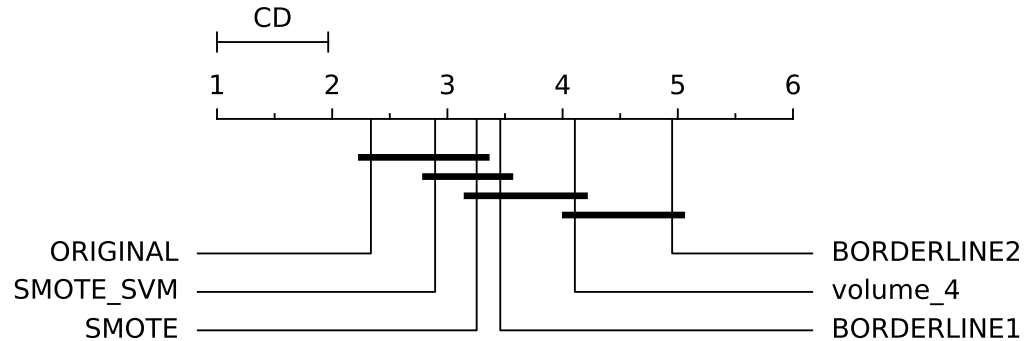 CD
1 2 3 4 5 6
ORIGINAL BORDERLINE2
SMOTE_SVM volume_4
SMOTE BORDERLINE1